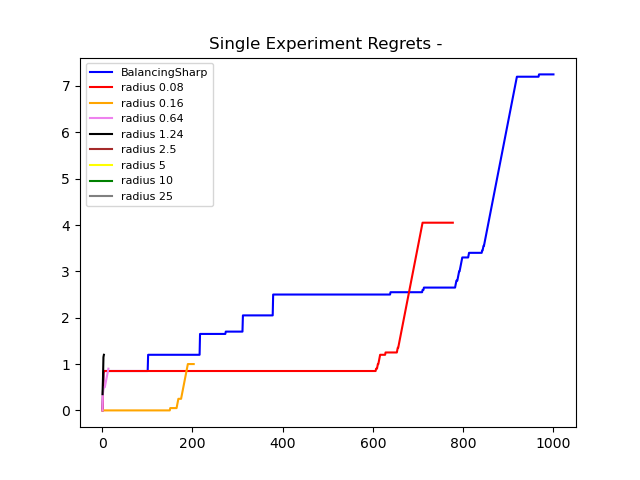 Single Experiment Regrets -
BalancingSharp
radius 0.08
radius 0.16
radius 0.64
radius 1.24
radius 2.5
radius 5
radius 10
radius 25
7
6
5
4
3
2
1
0
0 200 400 600 800 1000